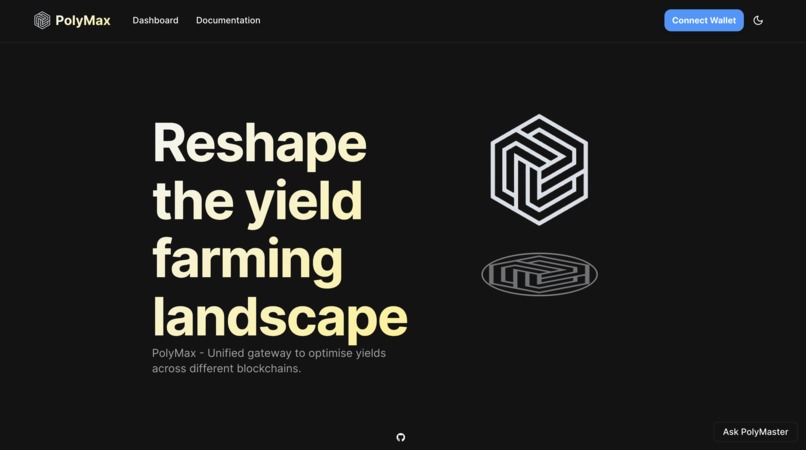 PolyMax
Dashboard
Documentation
Connect Wallet
Reshape
the yield
farming
landscape
PolyMax - Unified gateway to optimise yields
across different blockchains.
Ask PolyMaster